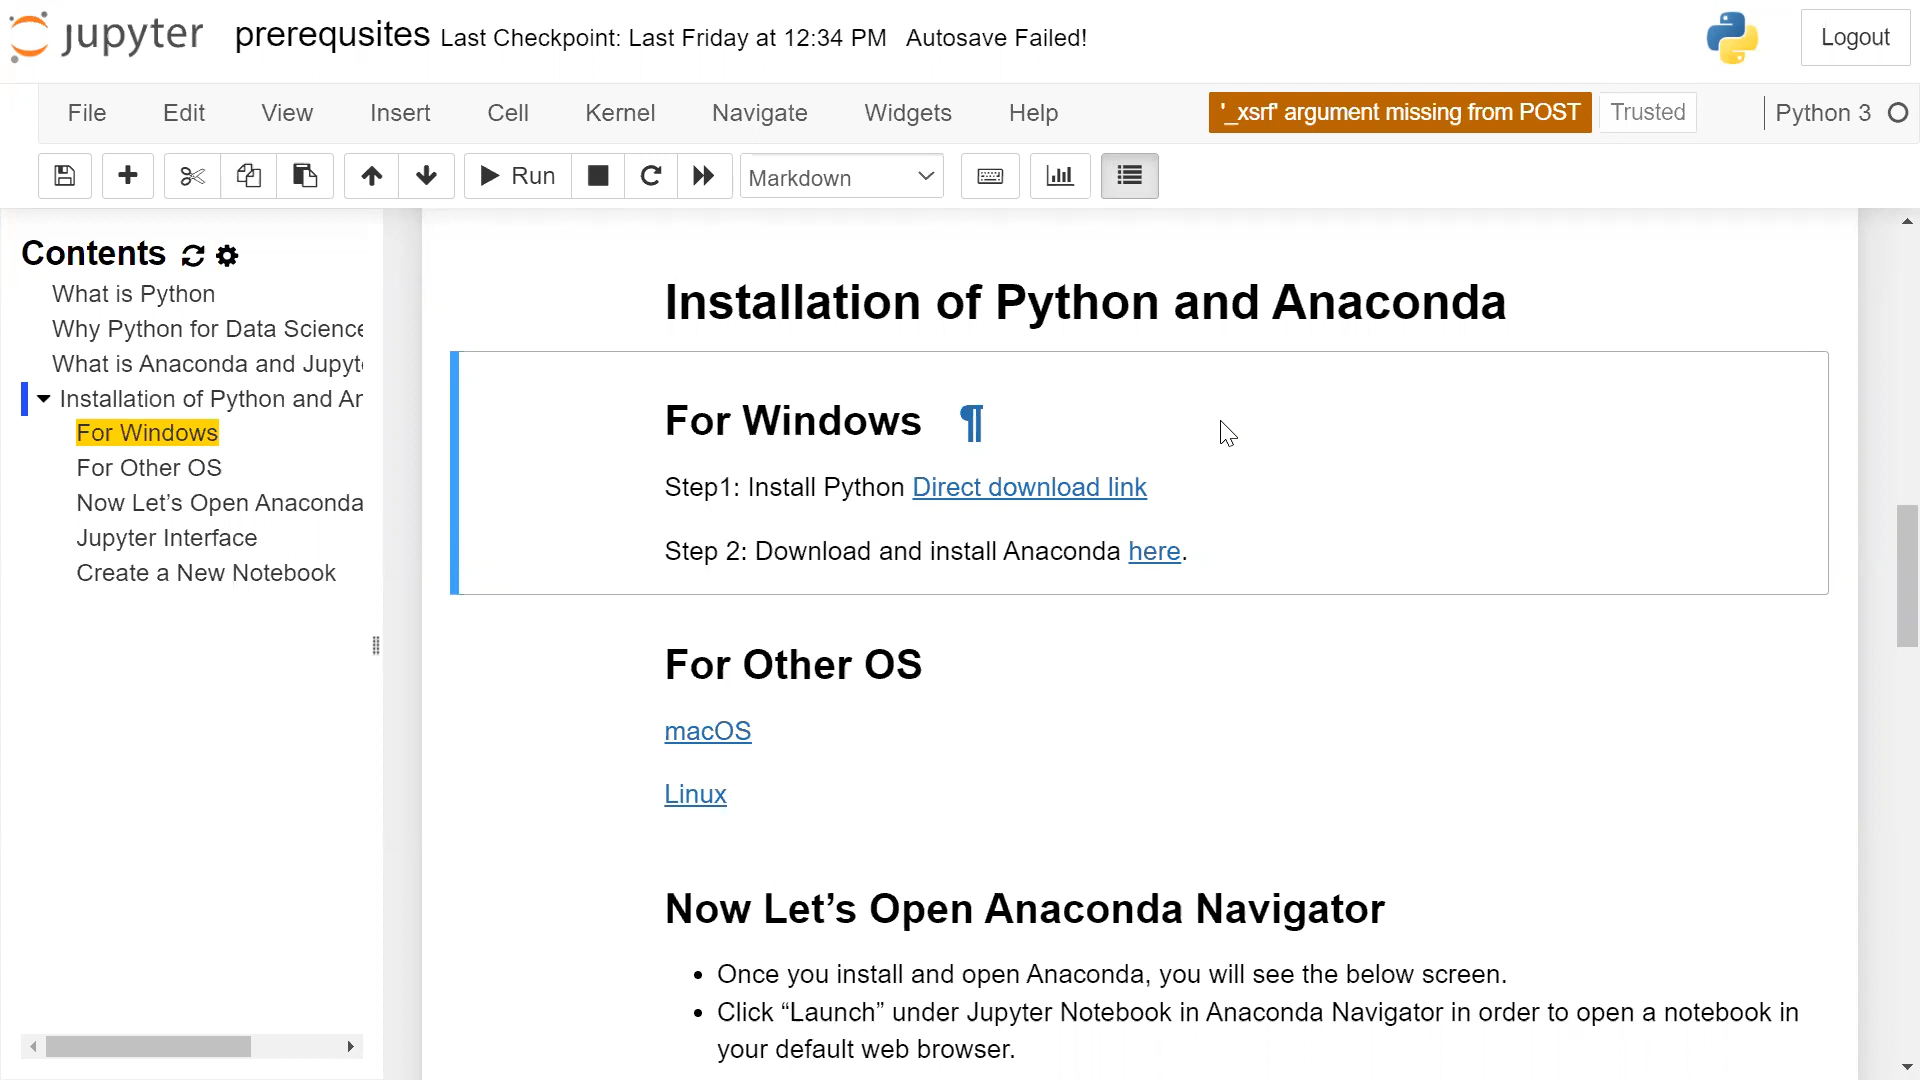 jupyter prerequsites Last Checkpoint: Last Friday at 12:34 PM Autosave Failed! Logout
File Edit View Insert Cell Kernel Navigate Widgets Help '_xsrf' argument missing from POST Trusted Python 3
Run Markdown
Contents
What is Python
Why Python for Data Science
What is Anaconda and Jupyt
Installation of Python and Ar
For Windows
For Other OS
Now Let’s Open Anaconda
Jupyter Interface
Create a New Notebook
Installation of Python and Anaconda
For Windows ¶
Step1: Install Python Direct download link
Step 2: Download and install Anaconda here.
For Other OS
macOS
Linux
Now Let’s Open Anaconda Navigator
• Once you install and open Anaconda, you will see the below screen.
• Click “Launch” under Jupyter Notebook in Anaconda Navigator in order to open a notebook in
your default web browser.